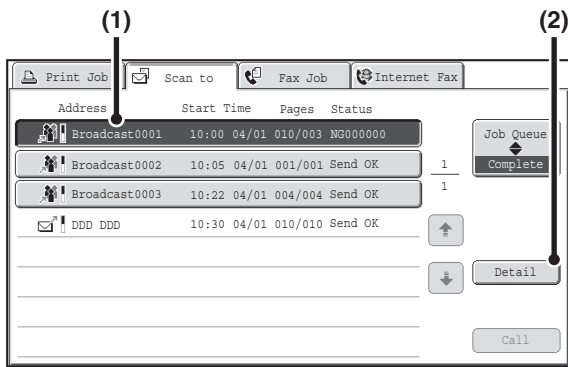 (1) (2)
Print Job Scan to Fax Job Internet Fax
Address Start Time Pages Status
Broadcast0001 10:00 04/01 010/003 NG000000
Job Queue
Complete
Broadcast0002 10:05 04/01 001/001 Send OK
1
1
Broadcast0003 10:22 04/01 004/004 Send OK
DDD DDD 10:30 04/01 010/010 Send OK
Detail
Call